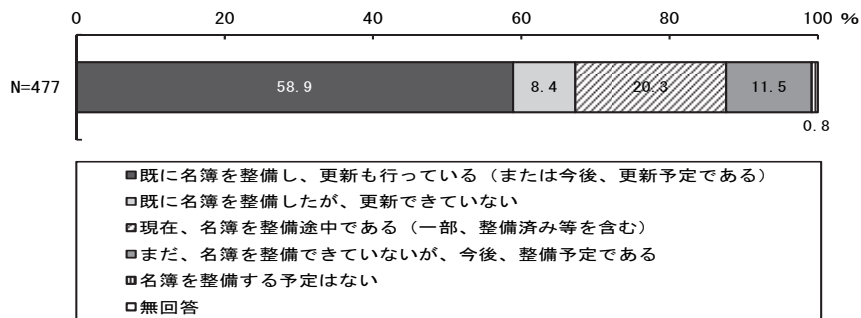 0 20 40 60 80 100 %
N=477
58.9 8.4 20.3 11.5
0.8
■既に名簿を整備し、更新も行っている（または今後、更新予定である）
□既に名簿を整備したが、更新できていない
現在、名簿を整備途中である（一部、整備済み等を含む）
■まだ、名簿を整備できていないが、今後、整備予定である
名簿を整備する予定はない
□無回答